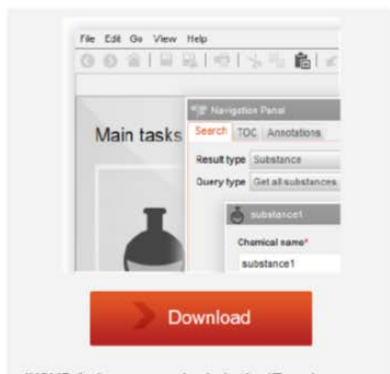 File Edit Go View Help
Navigation Panel
Main tasks
Search TOC Annotations
Result type Substance
Query type Get all substances
substance1
Chemical name*
substance1
Download